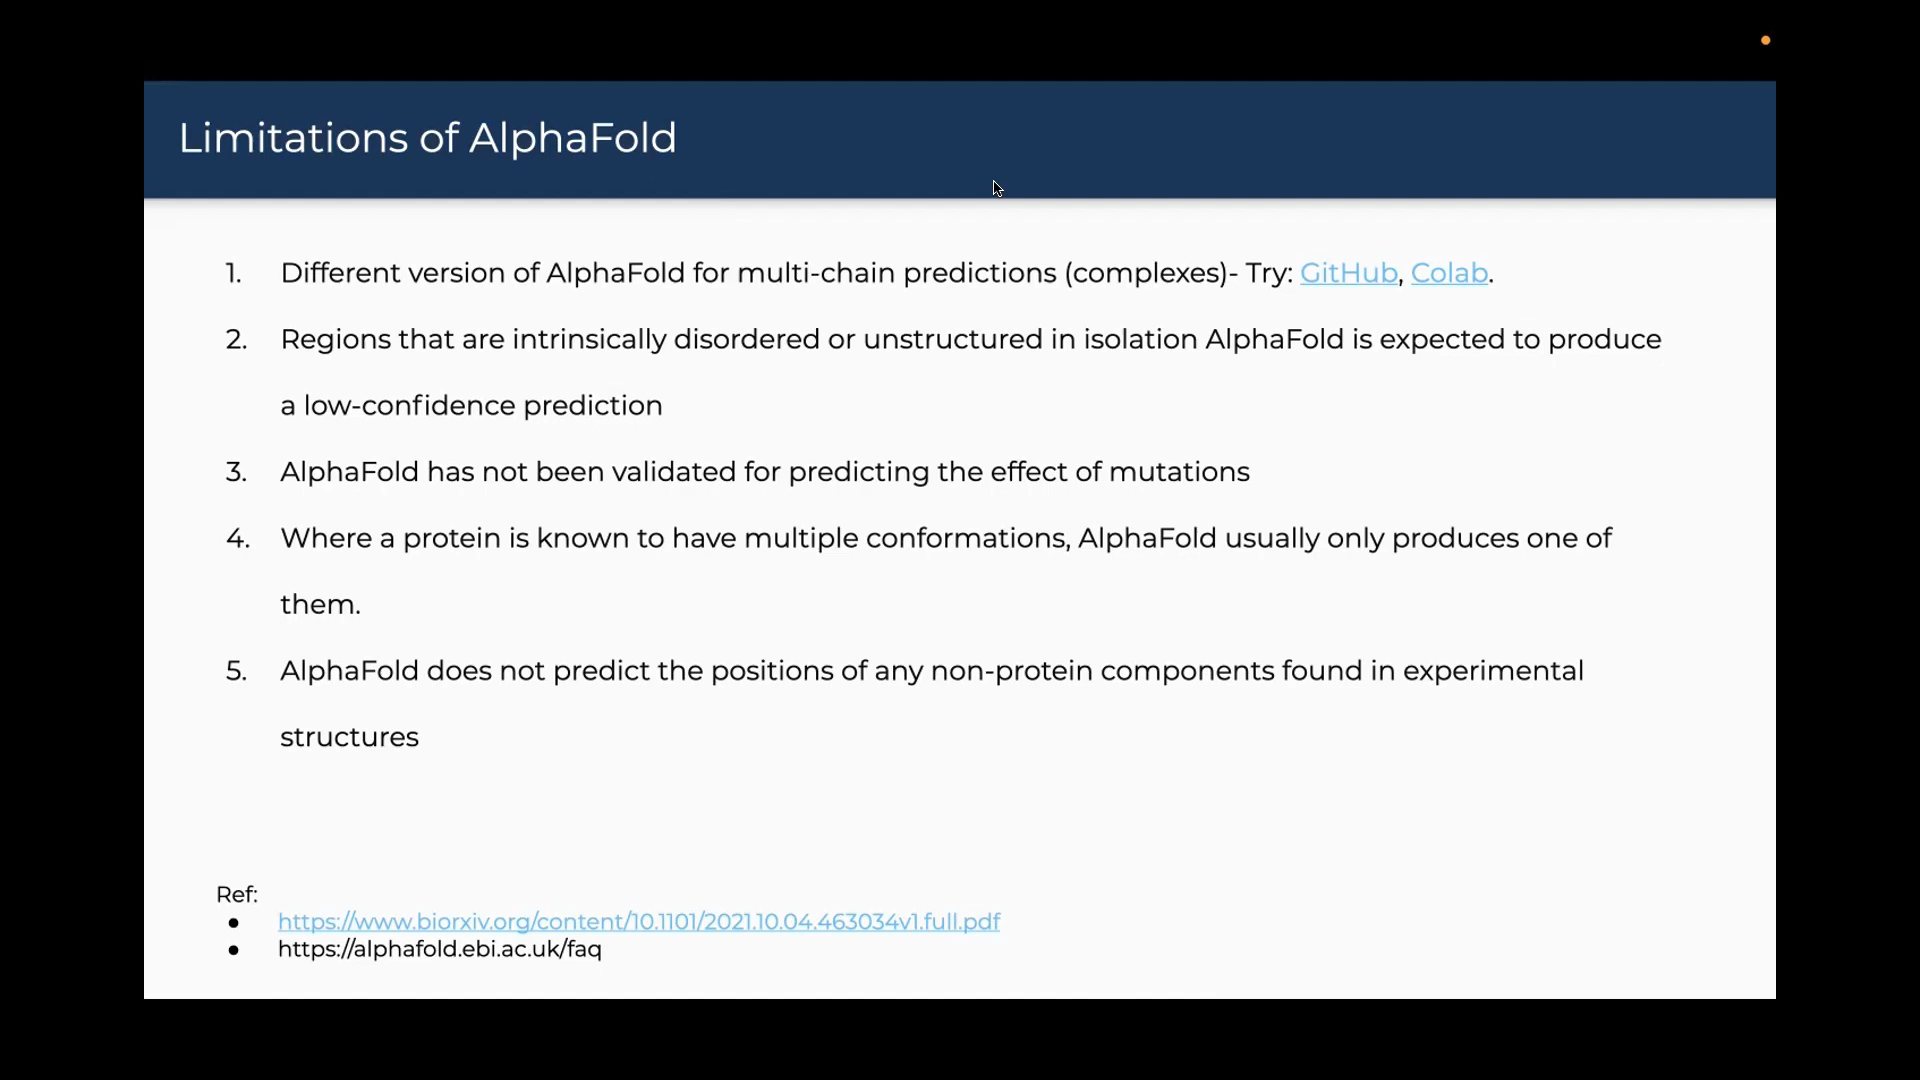 Limitations of AlphaFold
1. Different version of AlphaFold for multi-chain predictions (complexes)- Try: GitHub, Colab.
2. Regions that are intrinsically disordered or unstructured in isolation AlphaFold is expected to produce
a low-confidence prediction
3. AlphaFold has not been validated for predicting the effect of mutations
4. Where a protein is known to have multiple conformations, AlphaFold usually only produces one of
them.
5. AlphaFold does not predict the positions of any non-protein components found in experimental
structures
Ref:
● https://www.biorxiv.org/content/10.1101/2021.10.04.463034v1.full.pdf
● https://alphafold.ebi.ac.uk/faq